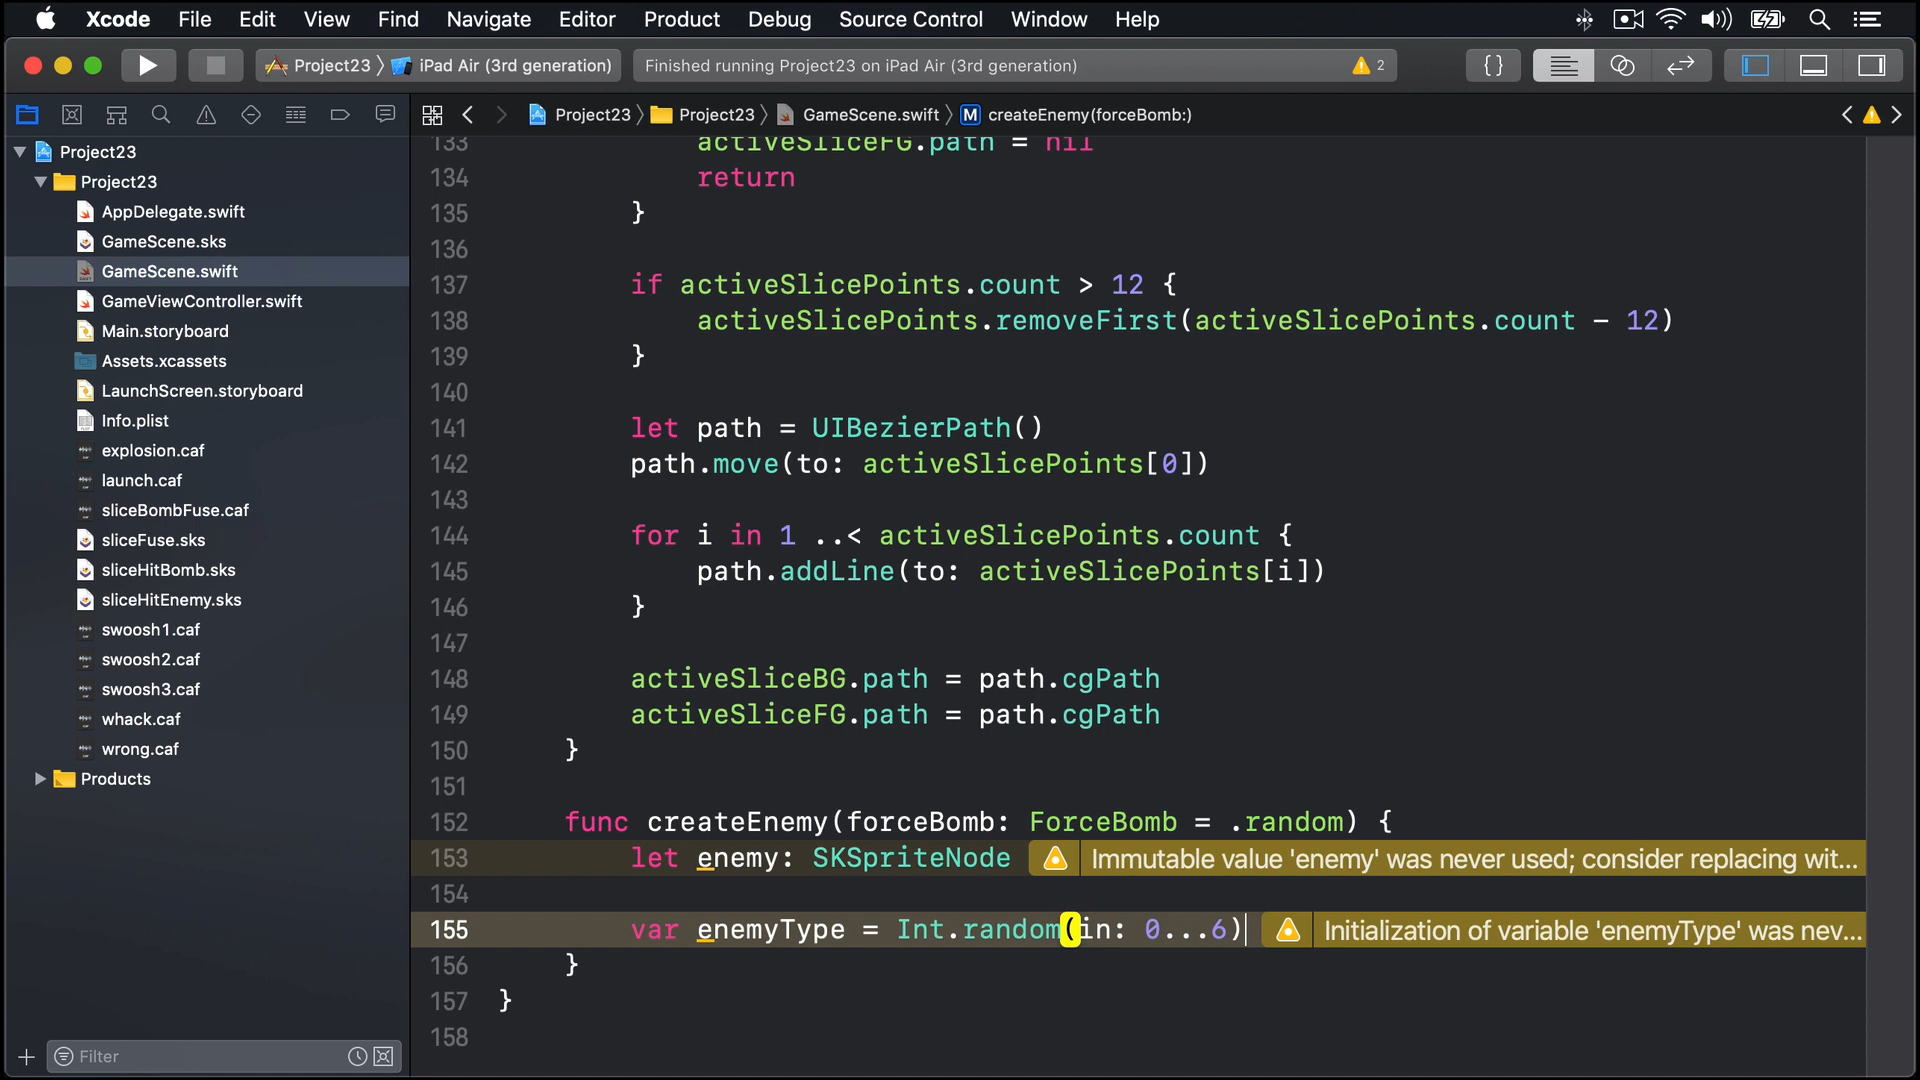 Xcode File Edit View Find Navigate Editor Product Debug Source Control Window Help
Project23 iPad Air (3rd generation) Finished running Project23 on iPad Air (3rd generation) 2 {}
Project23 Project23 GameScene.swift M createEnemy(forceBomb:)
Project23
Project23
AppDelegate.swift
GameScene.sks
GameScene.swift
GameViewController.swift
Main.storyboard
Assets.xcassets
LaunchScreen.storyboard
Info.plist
explosion.caf
launch.caf
sliceBombFuse.caf
sliceFuse.sks
sliceHitBomb.sks
sliceHitEnemy.sks
swoosh1.caf
swoosh2.caf
swoosh3.caf
whack.caf
wrong.caf
Products
Filter
133 activeSliceFG.path = nil
134 return
135 }
136
137 if activeSlicePoints.count > 12 {
138 activeSlicePoints.removeFirst(activeSlicePoints.count - 12)
139 }
140
141 let path = UIBezierPath()
142 path.move(to: activeSlicePoints[0])
143
144 for i in 1 ..< activeSlicePoints.count {
145 path.addLine(to: activeSlicePoints[i])
146 }
147
148 activeSliceBG.path = path.cgPath
149 activeSliceFG.path = path.cgPath
150 }
151
152 func createEnemy(forceBomb: ForceBomb = .random) {
153 let enemy: SKSpriteNode Immutable value 'enemy' was never used; consider replacing wit...
154
155 var enemyType = Int.random(in: 0...6) Initialization of variable 'enemyType' was nev...
156 }
157 }
158